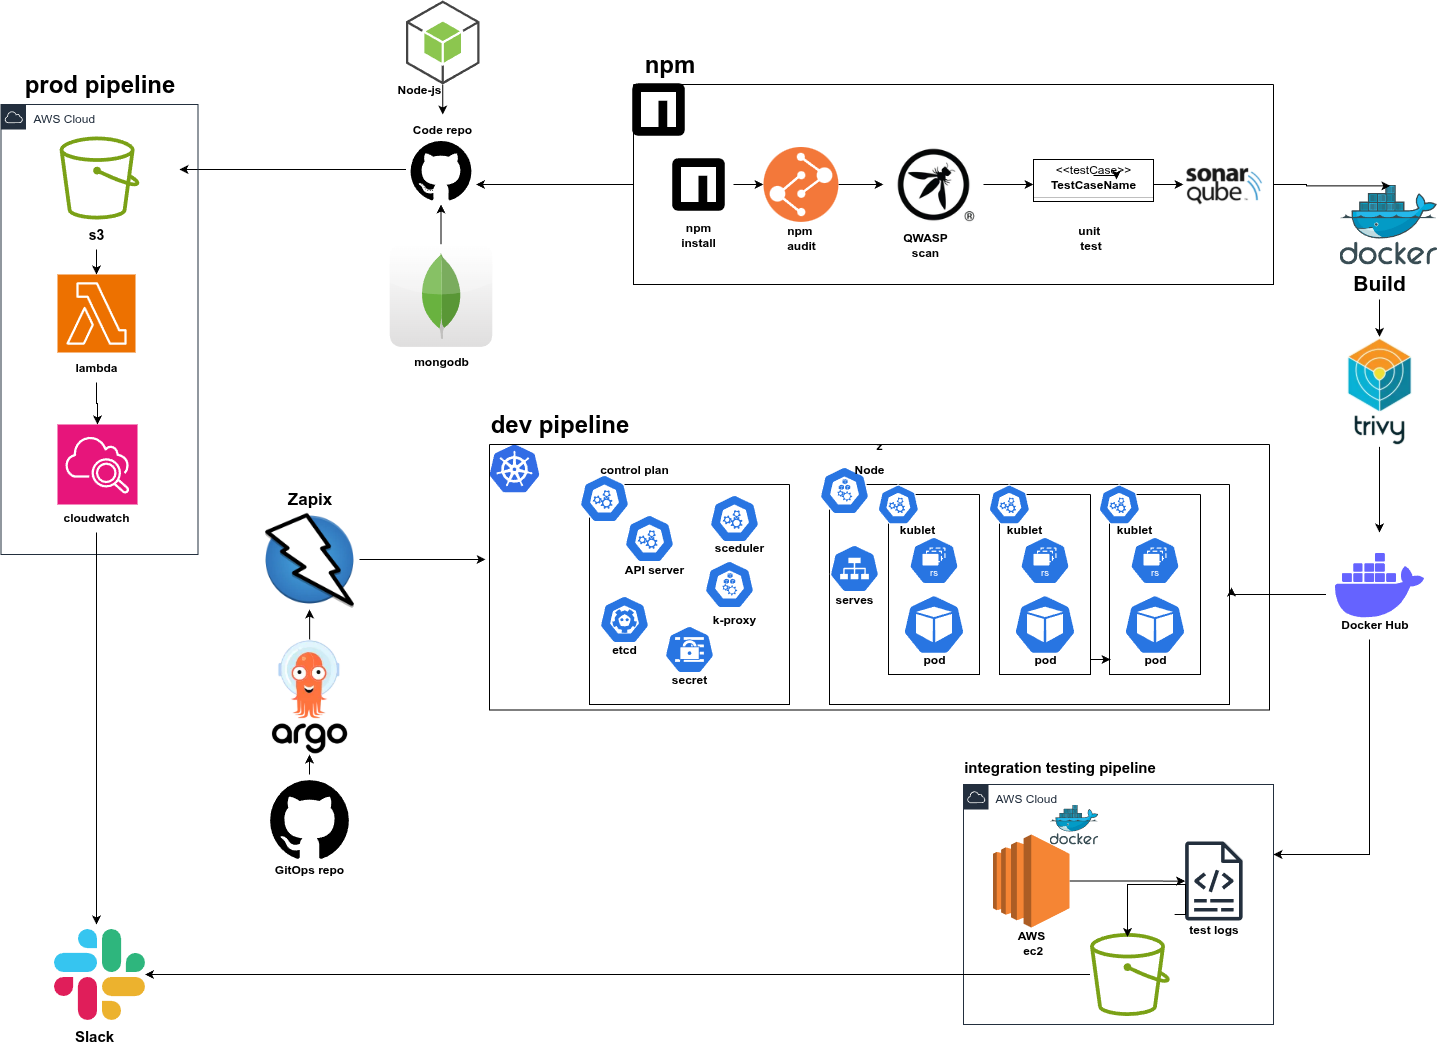 Node-js
Code repo
mongodb
prod pipeline
AWS Cloud
s3
lambda
cloudwatch
npm
npm
install
npm
audit
®
QWASP
scan
<<testCase>>
TestCaseName
unit
test
sonar
qube
docker
Build
trivy
Docker Hub
dev pipeline
control plan
API server
sceduler
k-proxy
etcd
secret
z
Node
serves
kublet
rs
pod
kublet
rs
pod
kublet
rs
pod
Zapix
argo
GitOps repo
integration testing pipeline
AWS Cloud
docker
AWS
ec2
test logs
Slack